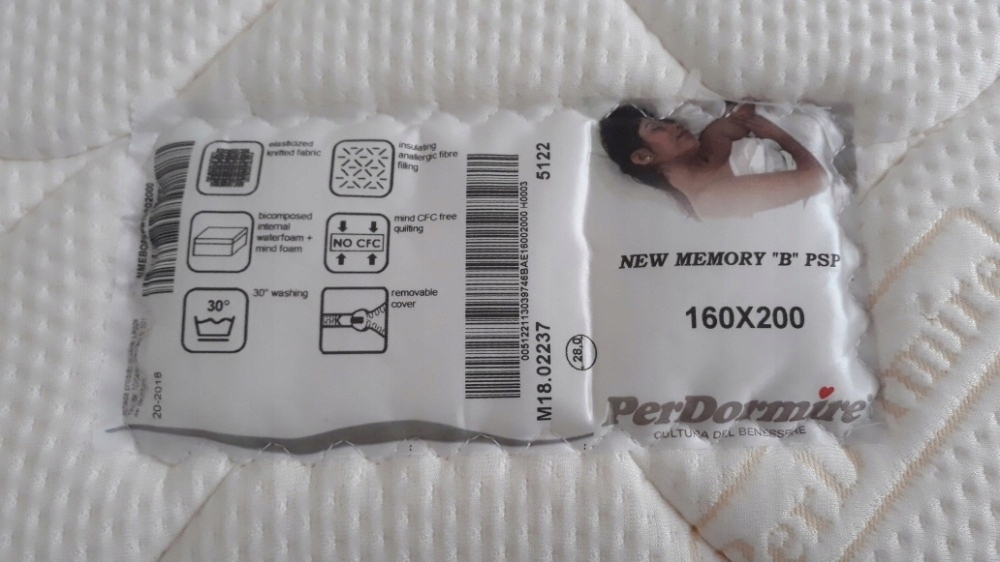 elasticized
knitted fabric
insulating
anallergic fibre
filling
bicomposed
internal
waterfoam +
mind foam
NO CFC
mind CFC free
quilting
30°
30° washing
removable
cover
20-2018
5122
M18.02237
28.0
NEW MEMORY "B" PSP
160X200
PerDormire
CULTURA DEL BENESSERE